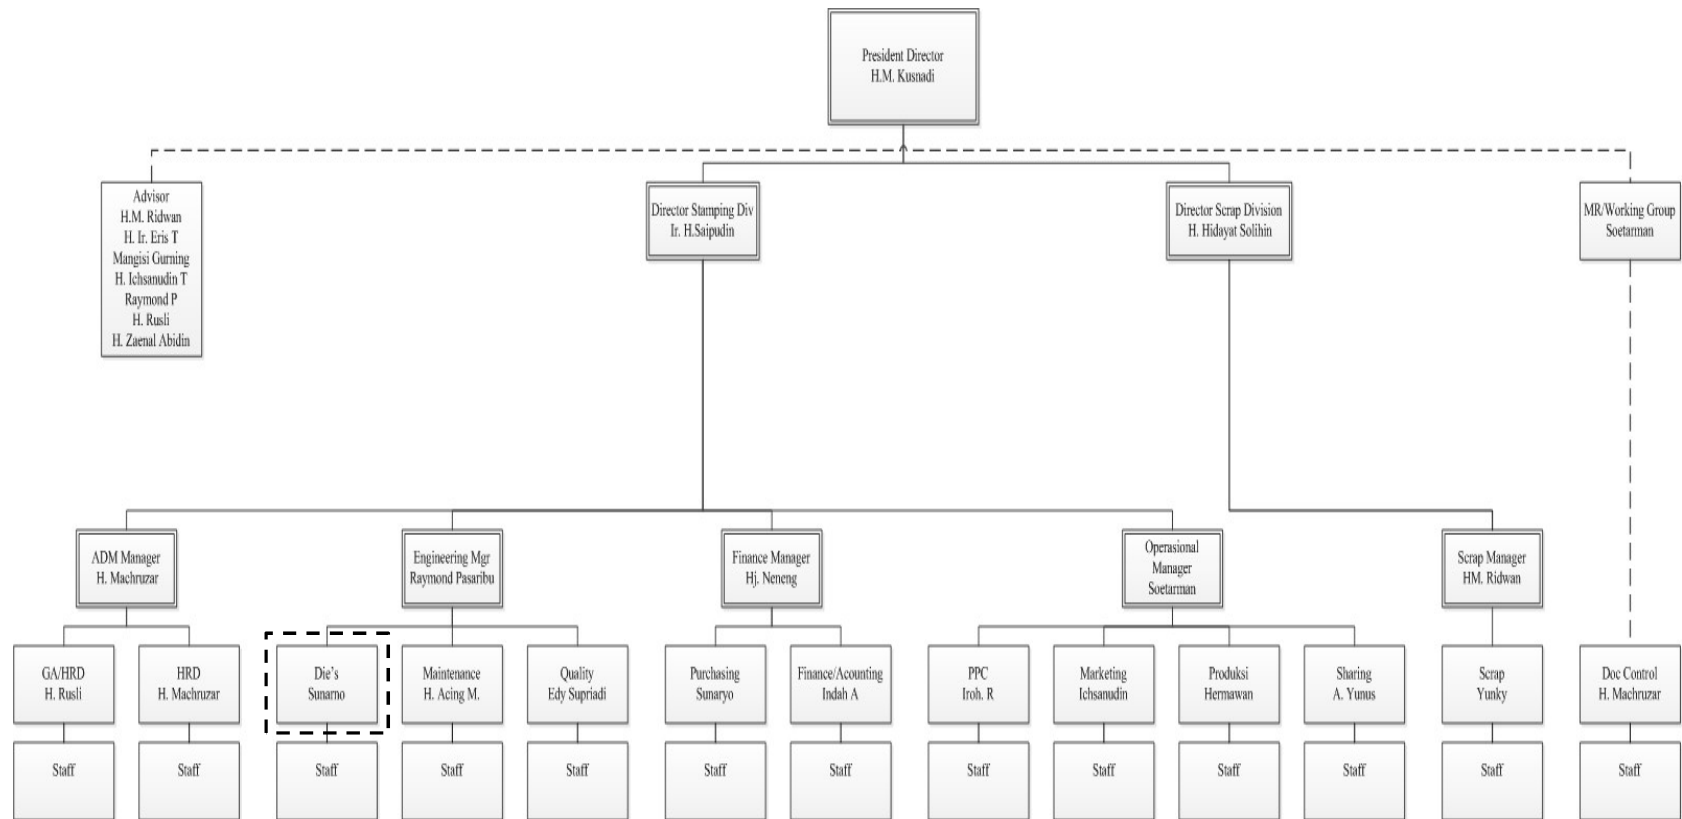 President Director
H.M. Kusnadi
Advisor
H.M. Ridwan
H. Ir. Eris T
Mangisi Gurning
H. Ichsanudin T
Raymond P
H. Rusli
H. Zaenal Abidin
Director Stamping Div
Ir. H.Saipudin
Director Scrap Division
H. Hidayat Solihin
MR/Working Group
Soetarman
ADM Manager
H. Machruzar
Engineering Mgr
Raymond Pasaribu
Finance Manager
Hj. Neneng
Operasional
Manager
Soetarman
Scrap Manager
HM. Ridwan
GA/HRD
H. Rusli
HRD
H. Machruzar
Die's
Sunarno
Maintenance
H. Acing M.
Quality
Edy Supriadi
Purchasing
Sunaryo
Finance/Acounting
Indah A
PPC
Iroh. R
Marketing
Ichsanudin
Produksi
Hermawan
Sharing
A. Yunus
Scrap
Yunky
Doc Control
H. Machruzar
Staff
Staff
Staff
Staff
Staff
Staff
Staff
Staff
Staff
Staff
Staff
Staff
Staff